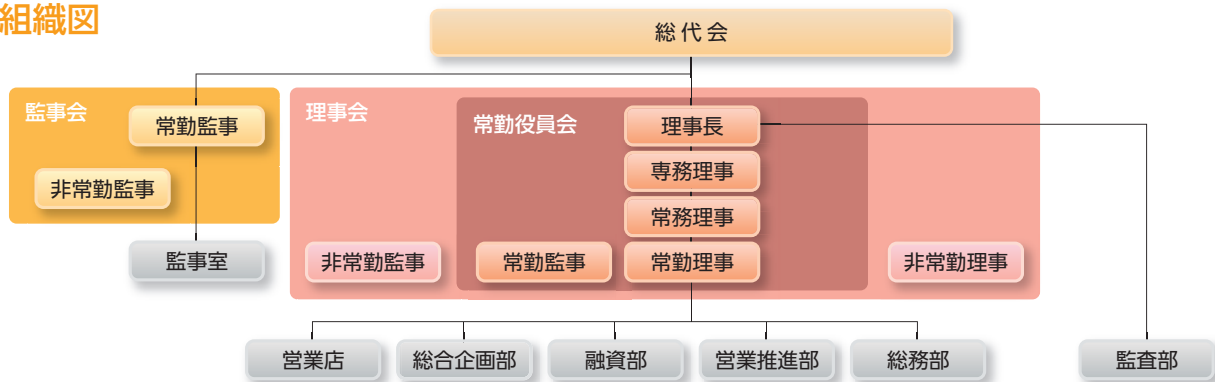 組織図
総代会
監事会
常勤監事
非常勤監事
監事室
理事会
常勤役員会
理事長
専務理事
常務理事
非常勤監事
常勤監事
常勤理事
非常勤理事
営業店
総合企画部
融資部
営業推進部
総務部
監査部